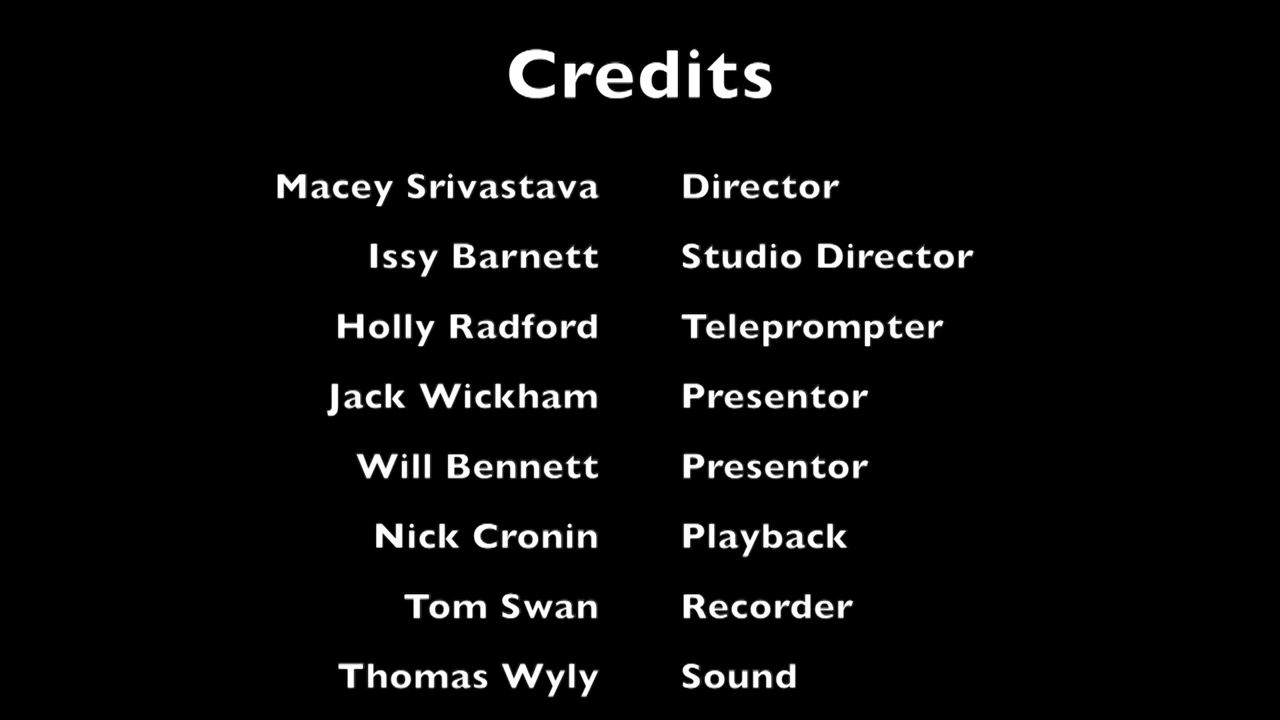 Credits
Macey Srivastava Director
Issy Barnett Studio Director
Holly Radford Teleprompter
Jack Wickham Presentor
Will Bennett Presentor
Nick Cronin Playback
Tom Swan Recorder
Thomas Wyly Sound